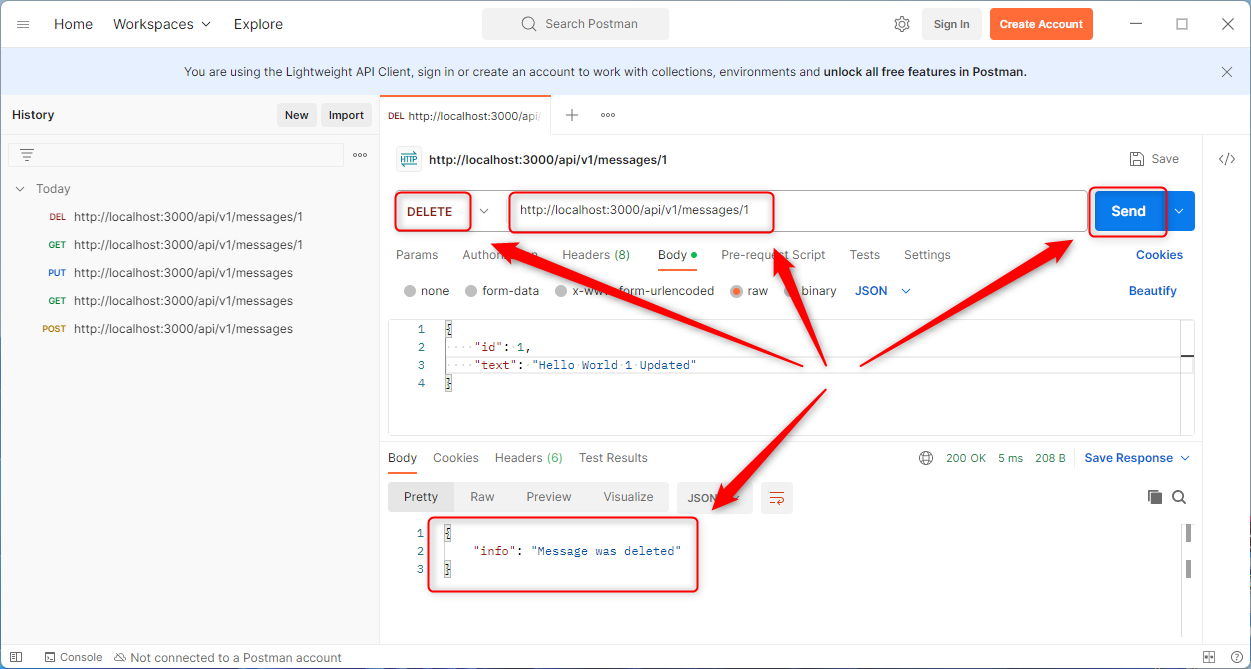 Home Workspaces Explore Search Postman Sign In Create Account
You are using the Lightweight API Client, sign in or create an account to work with collections, environments and unlock all free features in Postman.
History New Import
DEL http://localhost:3000/api/
HTTP http://localhost:3000/api/v1/messages/1 Save </>
Today
DEL http://localhost:3000/api/v1/messages/1
GET http://localhost:3000/api/v1/messages/1
PUT http://localhost:3000/api/v1/messages
GET http://localhost:3000/api/v1/messages
POST http://localhost:3000/api/v1/messages
DELETE http://localhost:3000/api/v1/messages/1 Send
Params Headers (8) Body Pre-request Script Tests Settings Cookies
none form-data x-www-form-urlencoded raw binary JSON Beautify
1 {
2 ····"id":·1,
3 ····"text":·"Hello·World·1·Updated"
4 }
Body Cookies Headers (6) Test Results 200 OK 5 ms 208 B Save Response
Pretty Raw Preview Visualize JSON
1 {
2 "info": "Message was deleted"
3 }
Console Not connected to a Postman account